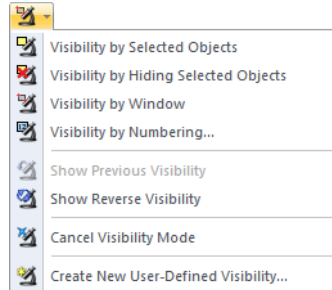 Visibility by Selected Objects
Visibility by Hiding Selected Objects
Visibility by Window
Visibility by Numbering...
Show Previous Visibility
Show Reverse Visibility
Cancel Visibility Mode
Create New User-Defined Visibility...